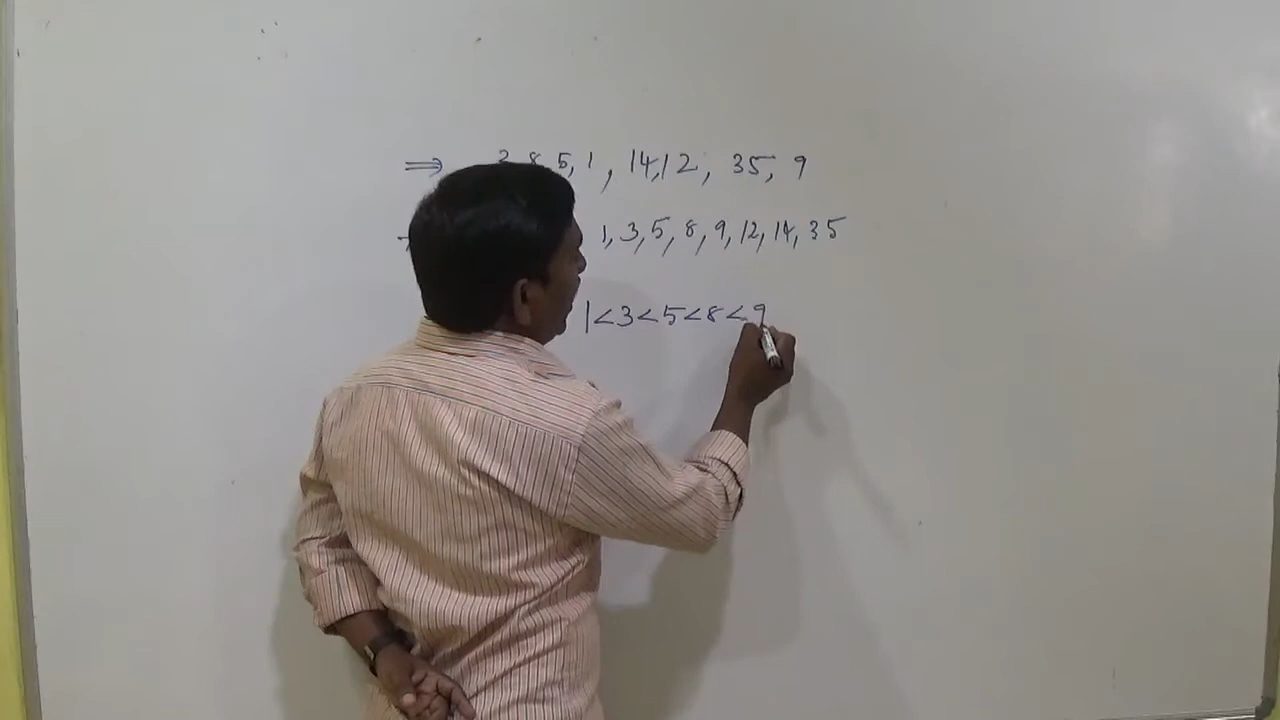 ⇒ 3, 8, 5, 1, 14, 12, 35, 9
1, 3, 5, 8, 9, 12, 14, 35
1<3<5<8<9